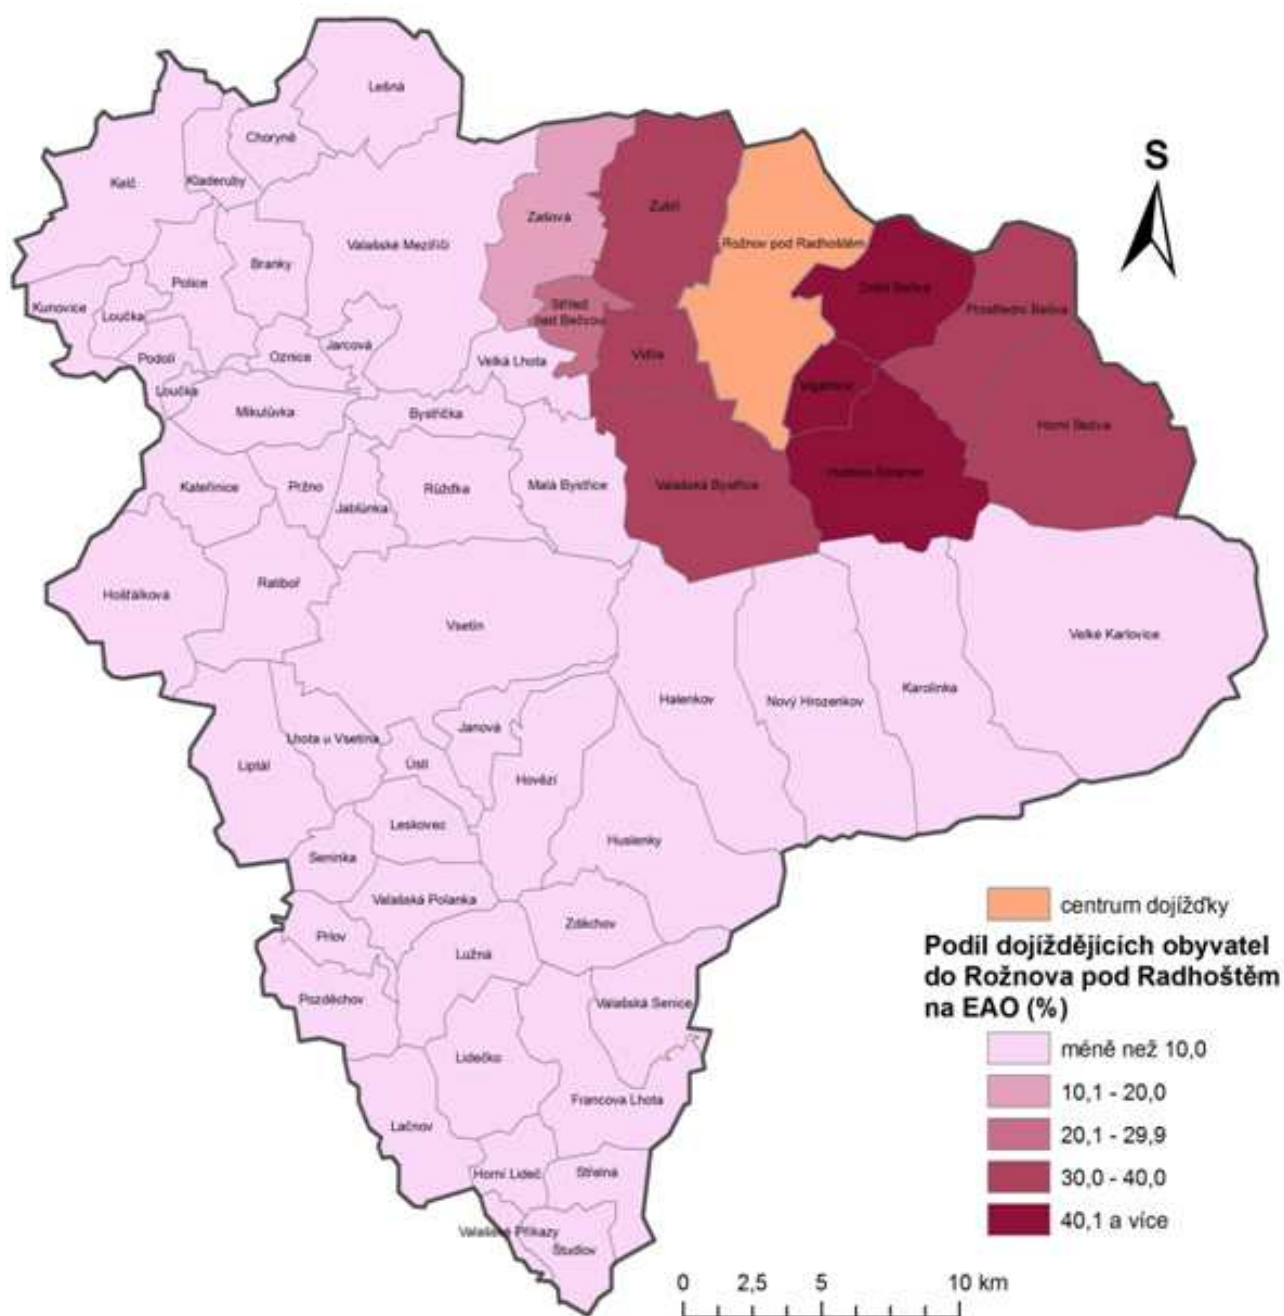 Lešná
Choryně
Kelč
Kladeruby
S
Zašová
Zubří
Valašské Meziříčí
Rožnov pod Radhoštěm
Branky
Police
Dolní Bečva
Kunovice
Loučka
Střítež
nad Bečvou
Prostřední Bečva
Jarcová
Podolí
Oznice
Velká Lhota
Vidče
Loučka
Vigantice
Mikulůvka
Bystřička
Horní Bečva
Kateřinice
Pržno
Růžďka
Malá Bystřice
Valašská Bystřice
Hutisko-Solanec
Jablůnka
Ratiboř
Hošťálková
Vsetín
Velké Karlovice
Halenkov
Nový Hrozenkov
Karolinka
Janová
Lhota u Vsetína
Liptál
Ústí
Hovězí
Leskovec
Huslenky
Seninka
Valašská Polanka
Zděchov
Prlov
Lužná
Pozděchov
Valašská Senice
Lidečko
Francova Lhota
Lačnov
Horní Lideč
Střelná
Valašské Příkazy
Študlov
centrum dojížďky
Podíl dojíždějících obyvatel
do Rožnova pod Radhoštěm
na EAO (%)
méně než 10,0
10,1 - 20,0
20,1 - 29,9
30,0 - 40,0
40,1 a více
0 2,5 5 10 km